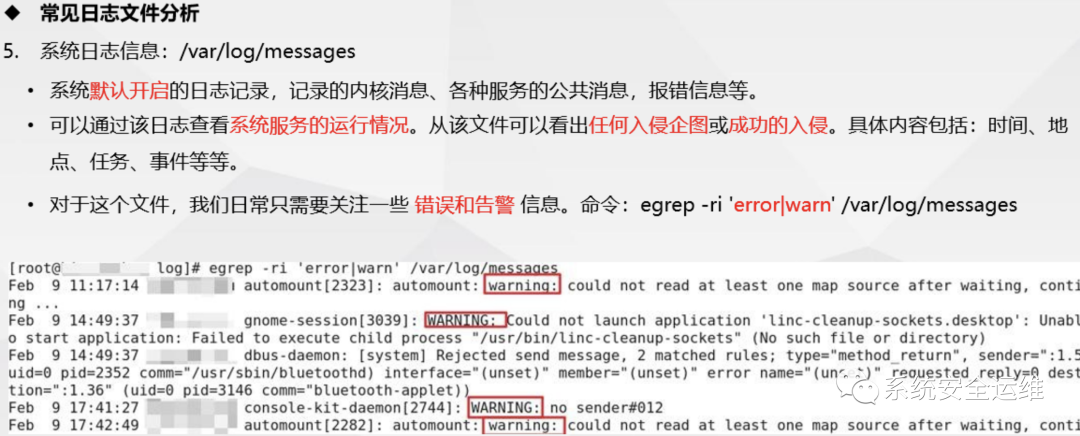 ◆ 常见日志文件分析
5. 系统日志信息：/var/log/messages
• 系统默认开启的日志记录，记录的内核消息、各种服务的公共消息，报错信息等。
• 可以通过该日志查看系统服务的运行情况。从该文件可以看出任何入侵企图或成功的入侵。具体内容包括：时间、地
点、任务、事件等等。
• 对于这个文件，我们日常只需要关注一些 错误和告警 信息。命令：egrep -ri 'error|warn' /var/log/messages
[root@ log]# egrep -ri 'error|warn' /var/log/messages
Feb 9 11:17:14 automount[2323]: automount: warning: could not read at least one map source after waiting, conti
ng ...
Feb 9 14:49:37 gnome-session[3039]: WARNING: Could not launch application 'linc-cleanup-sockets.desktop': Unabl
o start application: Failed to execute child process "/usr/bin/linc-cleanup-sockets" (No such file or directory)
Feb 9 14:49:37 dbus-daemon: [system] Rejected send message, 2 matched rules; type="method_return", sender=":1.5
uid=0 pid=2352 comm="/usr/sbin/bluetoothd) interface="(unset)" member="(unset)" error name="(unset)" requested_reply=0 dest
tion=":1.36" (uid=0 pid=3146 comm="bluetooth-applet))
系统安全运维
Feb 9 17:41:27 console-kit-daemon[2744]: WARNING: no sender#012
Feb 9 17:42:49 automount[2282]: automount: warning: could not read at least one map source after waiting, conti